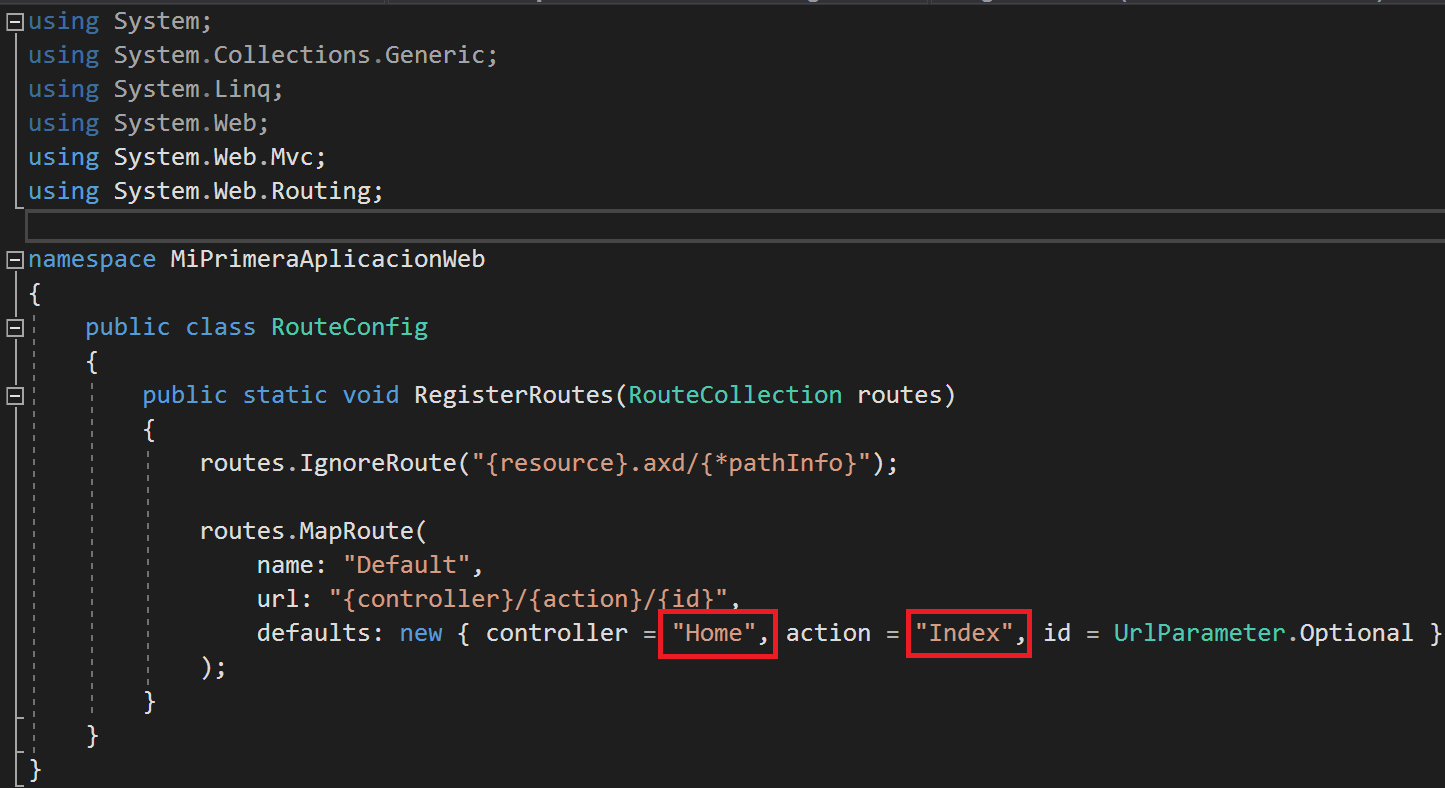 using System;
using System.Collections.Generic;
using System.Linq;
using System.Web;
using System.Web.Mvc;
using System.Web.Routing;
namespace MiPrimeraAplicacionWeb
{
public class RouteConfig
{
public static void RegisterRoutes(RouteCollection routes)
{
routes.IgnoreRoute("{resource}.axd/{*pathInfo}");
routes.MapRoute(
name: "Default",
url: "{controller}/{action}/{id}",
defaults: new { controller = "Home", action = "Index", id = UrlParameter.Optional }
);
}
}
}